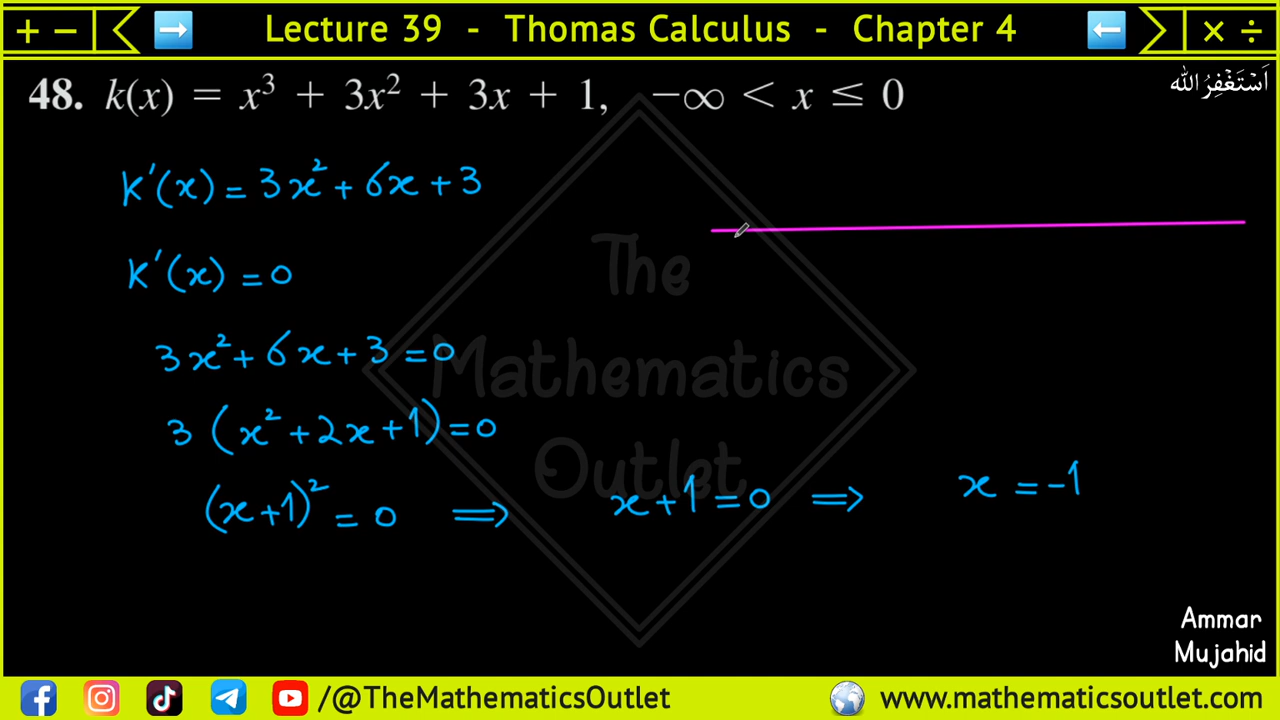 + − ➡ Lecture 39 - Thomas Calculus - Chapter 4 ⬅ × ÷
48. k(x) = x³ + 3x² + 3x + 1, −∞ < x ≤ 0
اَسْتَغْفِرُ اللّٰه
K'(x) = 3x² + 6x + 3
K'(x) = 0
3x² + 6x + 3 = 0
3 (x² + 2x + 1) = 0
(x + 1)² = 0 ⟹ x + 1 = 0 ⟹ x = -1
The
Mathematics
Outlet
Ammar
Mujahid
/@TheMathematicsOutlet www.mathematicsoutlet.com